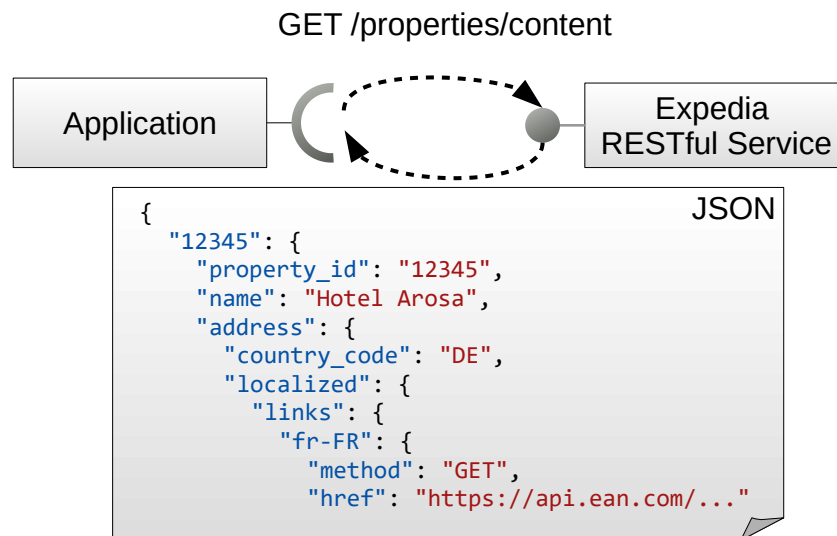 GET /properties/content
Application
Expedia
RESTful Service
JSON
{
"12345": {
"property_id": "12345",
"name": "Hotel Arosa",
"address": {
"country_code": "DE",
"localized": {
"links": {
"fr-FR": {
"method": "GET",
"href": "https://api.ean.com/..."